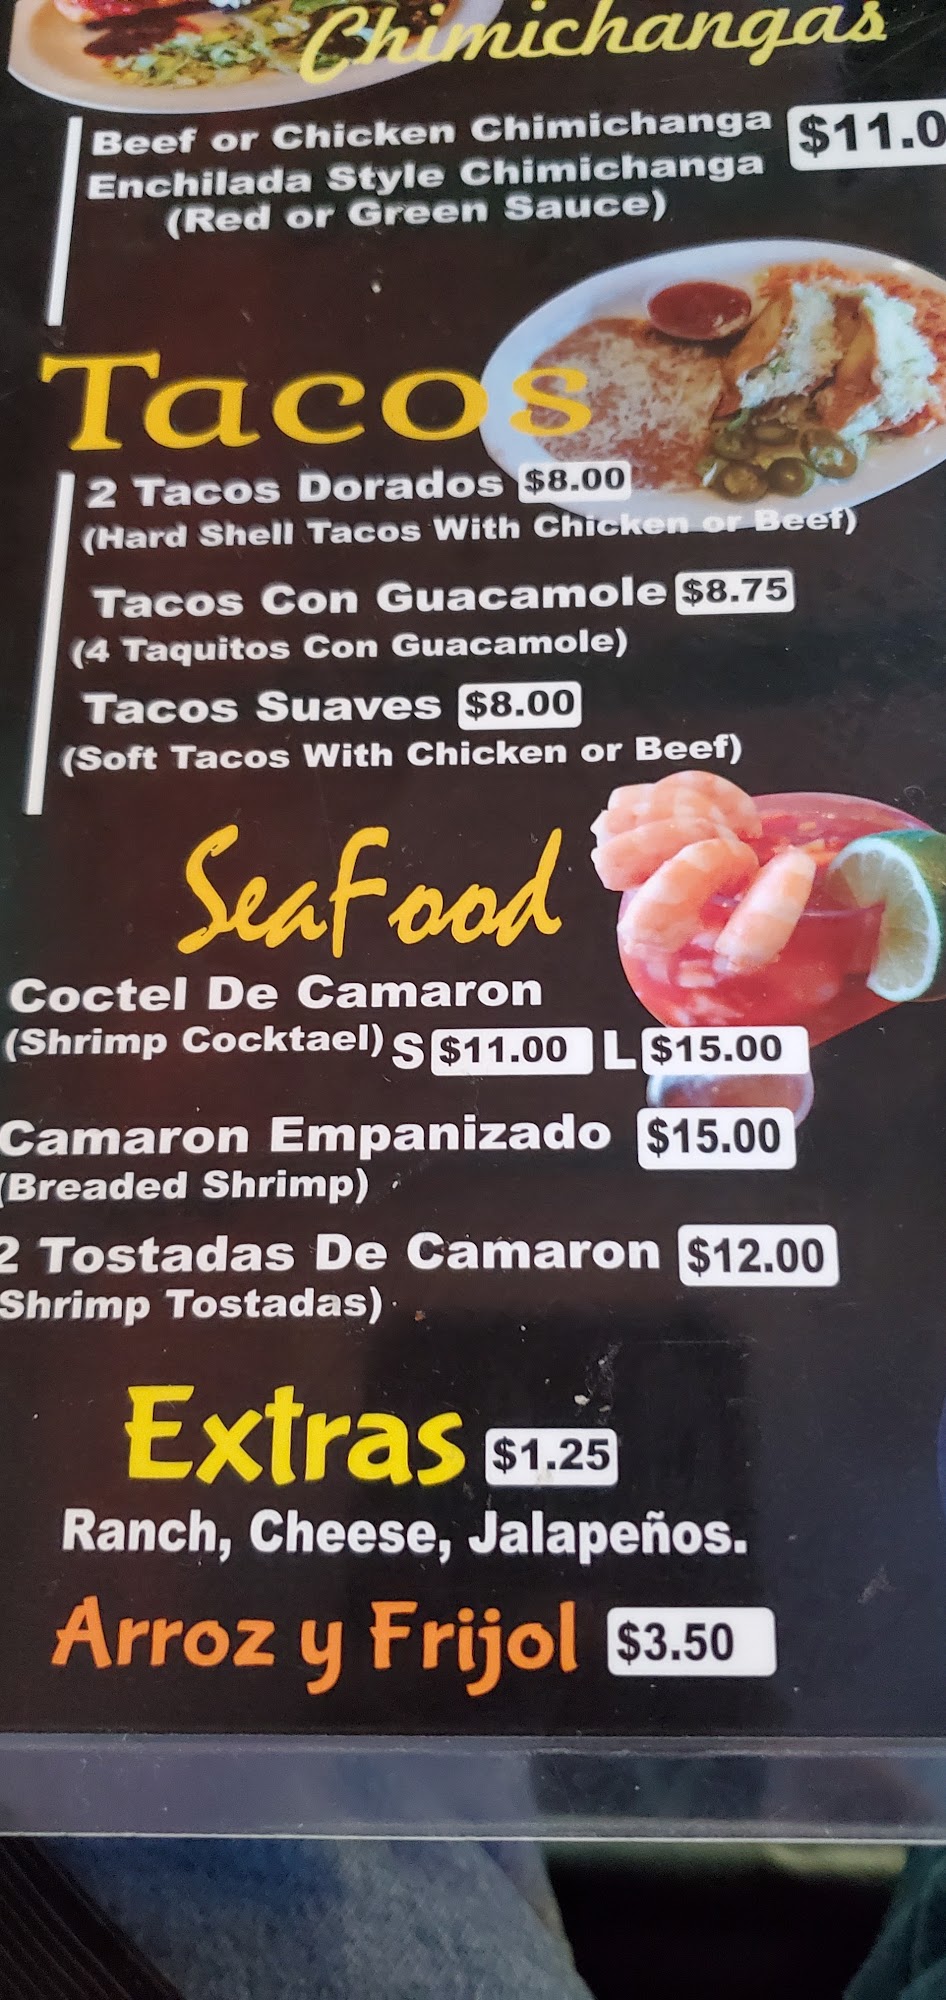 Chimichangas
Beef or Chicken Chimichanga $11.0
Enchilada Style Chimichanga
(Red or Green Sauce)
Tacos
2 Tacos Dorados $8.00
(Hard Shell Tacos With Chicken or Beef)
Tacos Con Guacamole $8.75
(4 Taquitos Con Guacamole)
Tacos Suaves $8.00
(Soft Tacos With Chicken or Beef)
SeaFood
Coctel De Camaron
(Shrimp Cocktael) S $11.00 L $15.00
Camaron Empanizado $15.00
(Breaded Shrimp)
2 Tostadas De Camaron $12.00
Shrimp Tostadas)
Extras $1.25
Ranch, Cheese, Jalapeños.
Arroz y Frijol $3.50